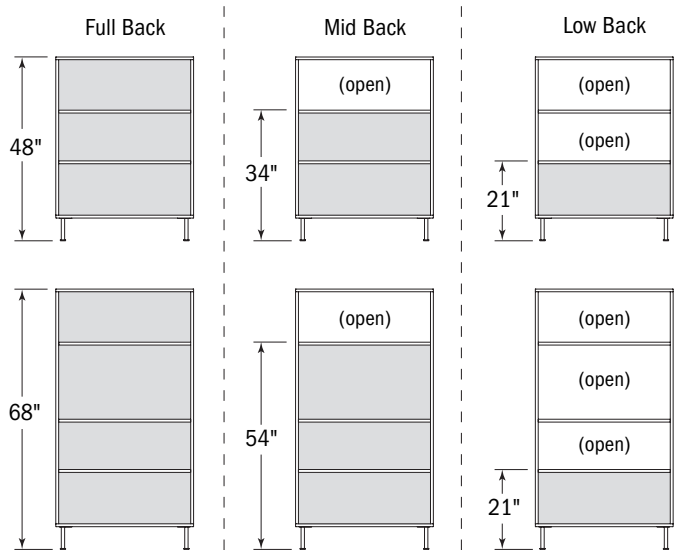 Full Back
Mid Back
Low Back
48"
(open)
34"
(open)
(open)
21"
68"
(open)
54"
(open)
(open)
(open)
21"